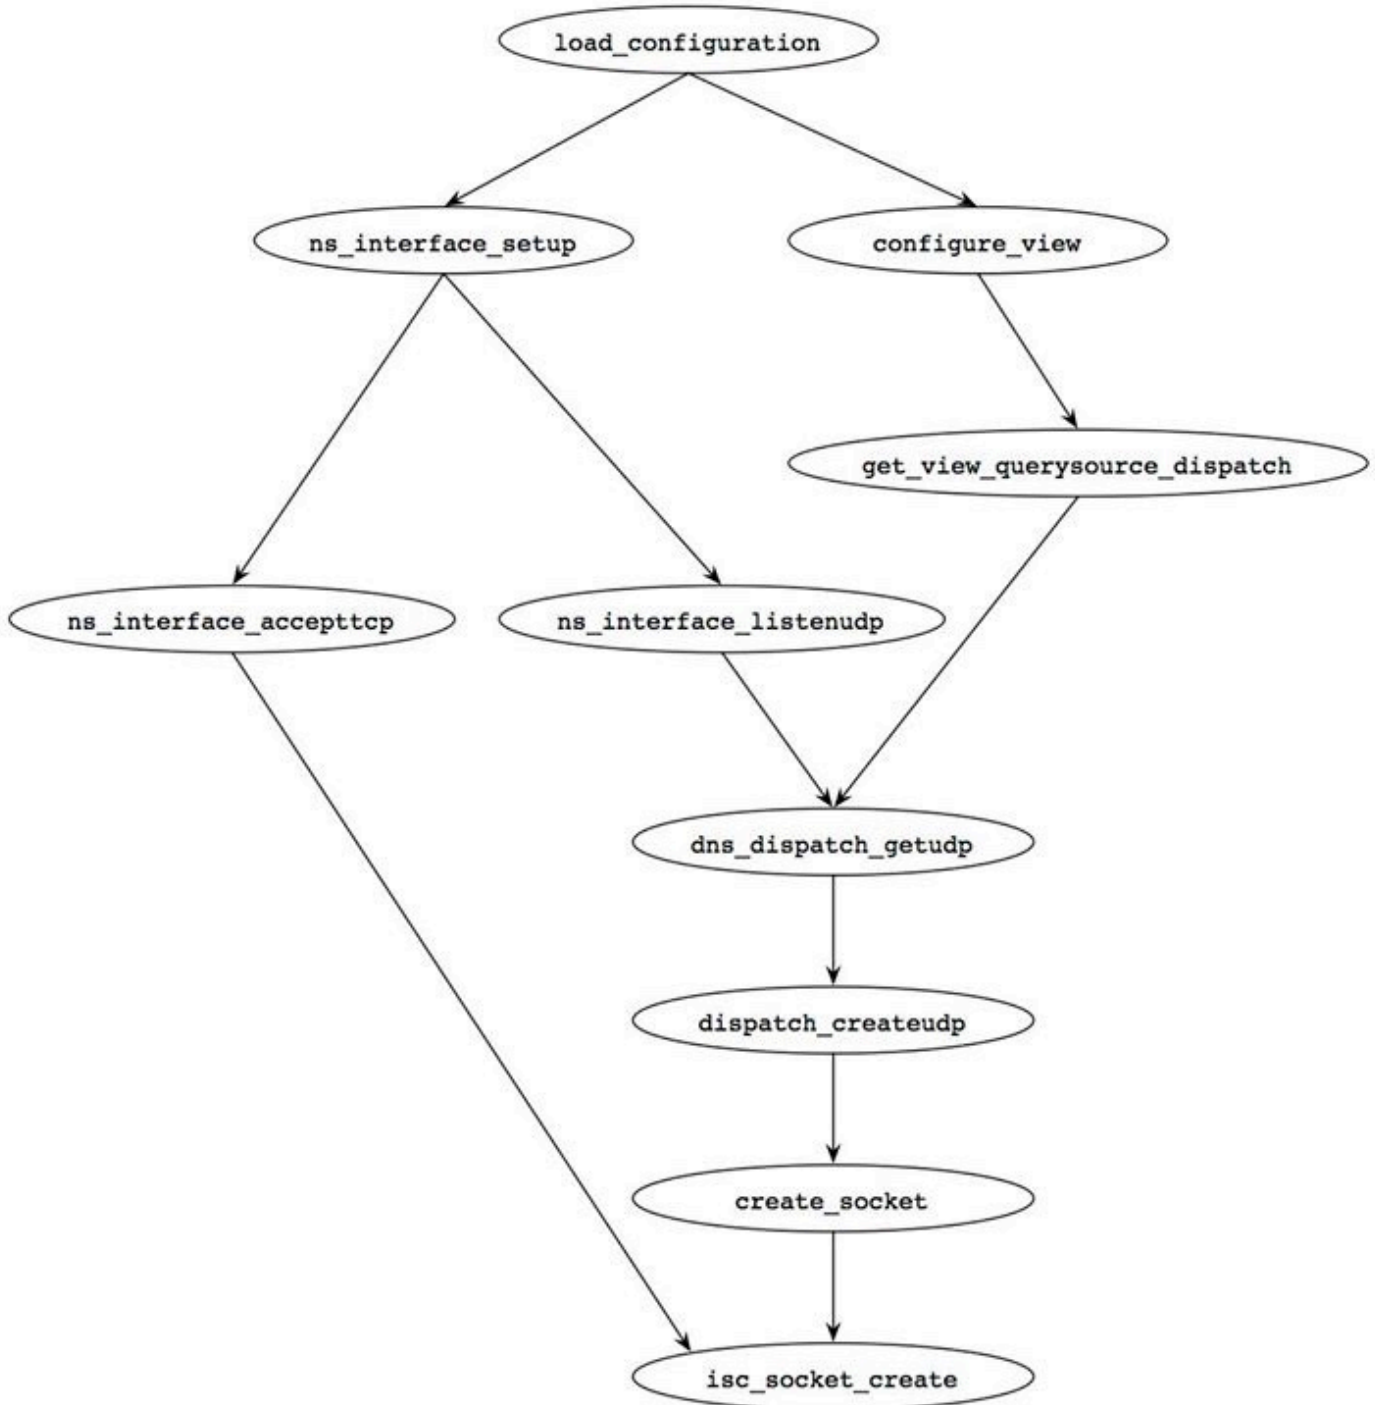 load_configuration
ns_interface_setup
configure_view
get_view_querysource_dispatch
ns_interface_accepttcp
ns_interface_listenudp
dns_dispatch_getudp
dispatch_createudp
create_socket
isc_socket_create